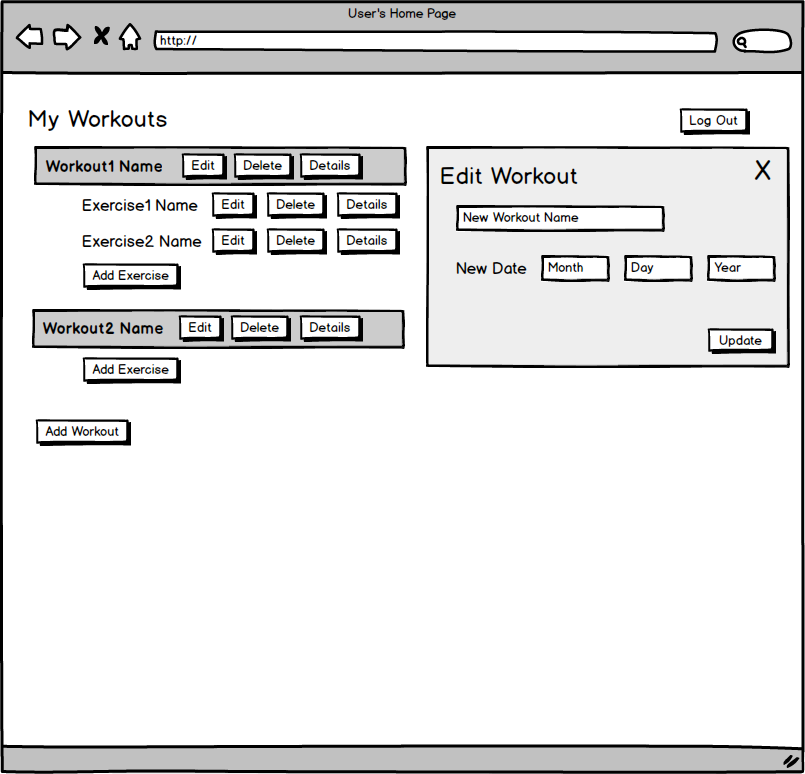 User's Home Page
http://
My Workouts
Log Out
Workout1 Name Edit Delete Details
Exercise1 Name Edit Delete Details
Exercise2 Name Edit Delete Details
Add Exercise
Workout2 Name Edit Delete Details
Add Exercise
Add Workout
Edit Workout X
New Workout Name
New Date Month Day Year
Update